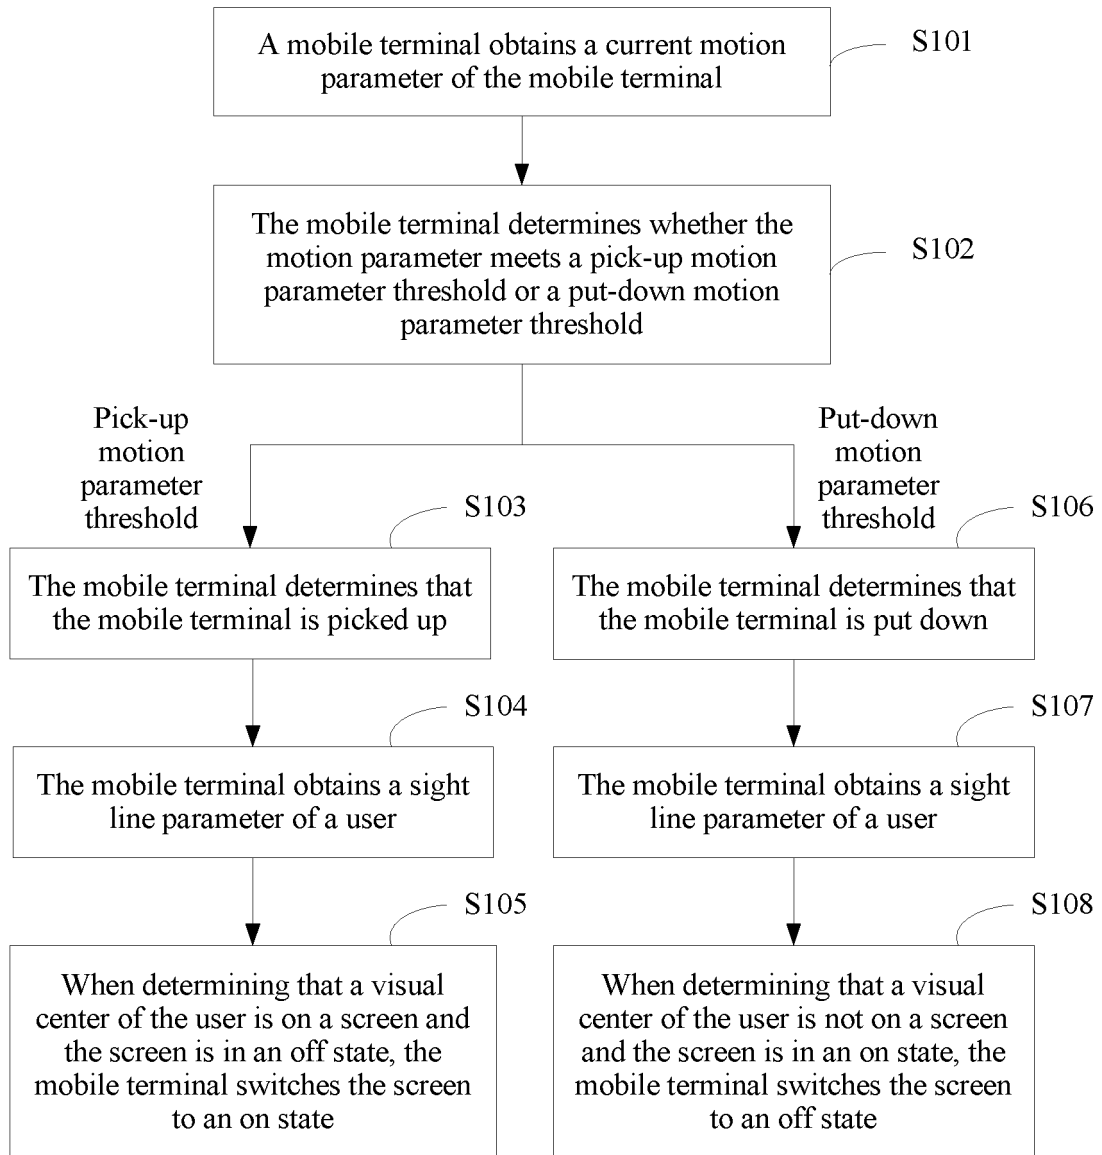 A mobile terminal obtains a current motion
parameter of the mobile terminal
S101
The mobile terminal determines whether the
motion parameter meets a pick-up motion
parameter threshold or a put-down motion
parameter threshold
S102
Pick-up
motion
parameter
threshold
Put-down
motion
parameter
threshold
S103
The mobile terminal determines that
the mobile terminal is picked up
S106
The mobile terminal determines that
the mobile terminal is put down
S104
The mobile terminal obtains a sight
line parameter of a user
S107
The mobile terminal obtains a sight
line parameter of a user
S105
When determining that a visual
center of the user is on a screen and
the screen is in an off state, the
mobile terminal switches the screen
to an on state
S108
When determining that a visual
center of the user is not on a screen
and the screen is in an on state, the
mobile terminal switches the screen
to an off state